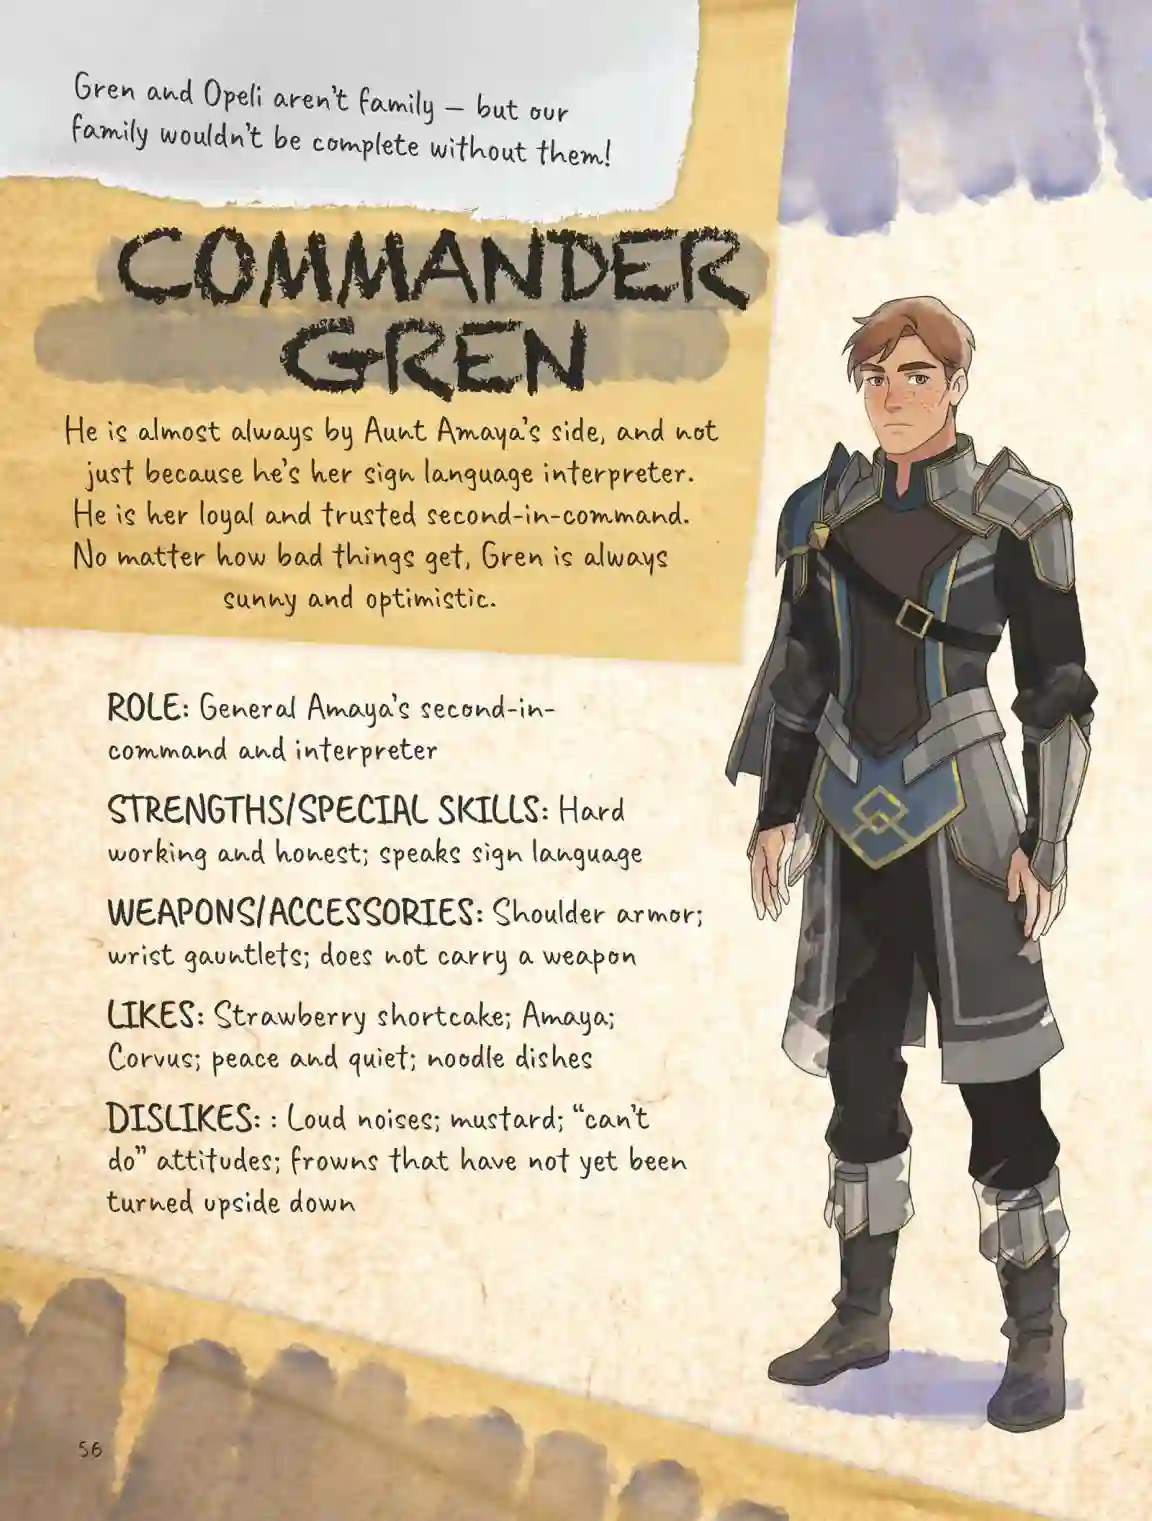 Gren and Opeli aren't family – but our
family wouldn't be complete without them!
COMMANDER
GREN
He is almost always by Aunt Amaya's side, and not
just because he's her sign language interpreter.
He is her loyal and trusted second-in-command.
No matter how bad things get, Gren is always
sunny and optimistic.
ROLE: General Amaya's second-in-
command and interpreter
STRENGTHS/SPECIAL SKILLS: Hard
working and honest; speaks sign language
WEAPONS/ACCESSORIES: Shoulder armor;
wrist gauntlets; does not carry a weapon
LIKES: Strawberry shortcake; Amaya;
Corvus; peace and quiet; noodle dishes
DISLIKES: : Loud noises; mustard; “can't
do” attitudes; frowns that have not yet been
turned upside down
56